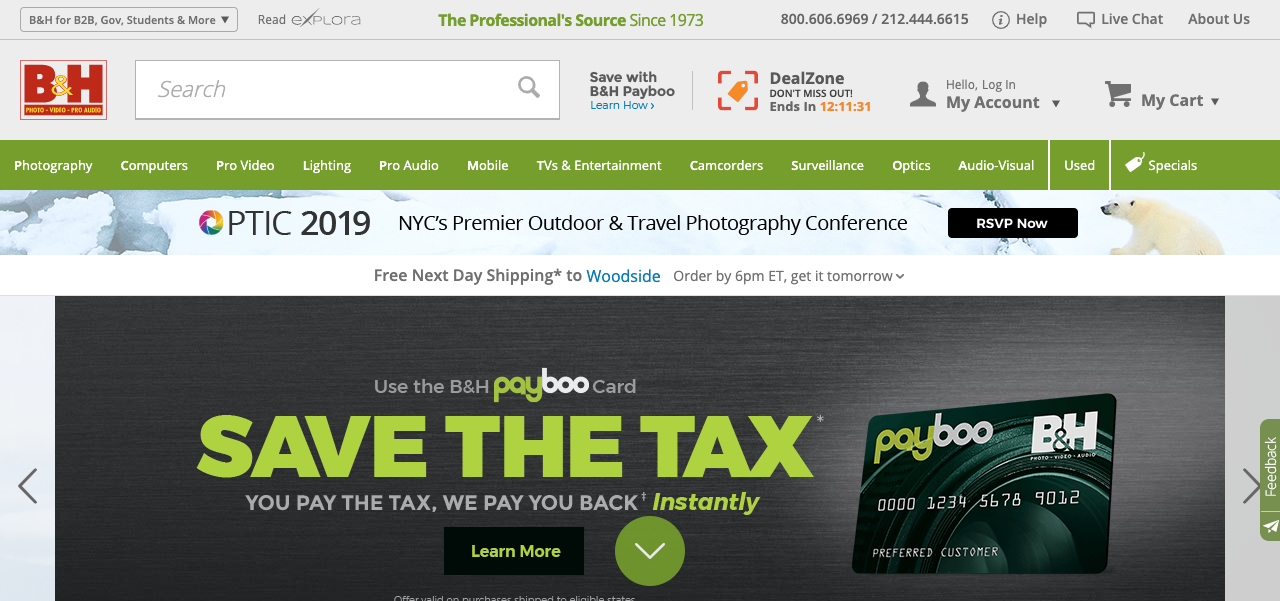 B&H for B2B, Gov, Students & More ▼
Read eXplora
The Professional's Source Since 1973
800.606.6969 / 212.444.6615
Help
Live Chat
About Us
B&H
PHOTO - VIDEO - PRO AUDIO
Search
Save with
B&H Payboo
Learn How ›
DealZone
DON'T MISS OUT!
Ends In 12:11:31
Hello, Log In
My Account ▼
My Cart ▼
Photography
Computers
Pro Video
Lighting
Pro Audio
Mobile
TVs & Entertainment
Camcorders
Surveillance
Optics
Audio-Visual
Used
Specials
OPTIC 2019
NYC's Premier Outdoor & Travel Photography Conference
RSVP Now
Free Next Day Shipping* to Woodside Order by 6pm ET, get it tomorrow
Use the B&H payboo Card
SAVE THE TAX*
YOU PAY THE TAX, WE PAY YOU BACK‡ Instantly
Learn More
Offer valid on purchases shipped to eligible states.
payboo
B&H
PHOTO - VIDEO - PRO AUDIO
0000 1234 5678 9012
PREFERRED CUSTOMER
Feedback